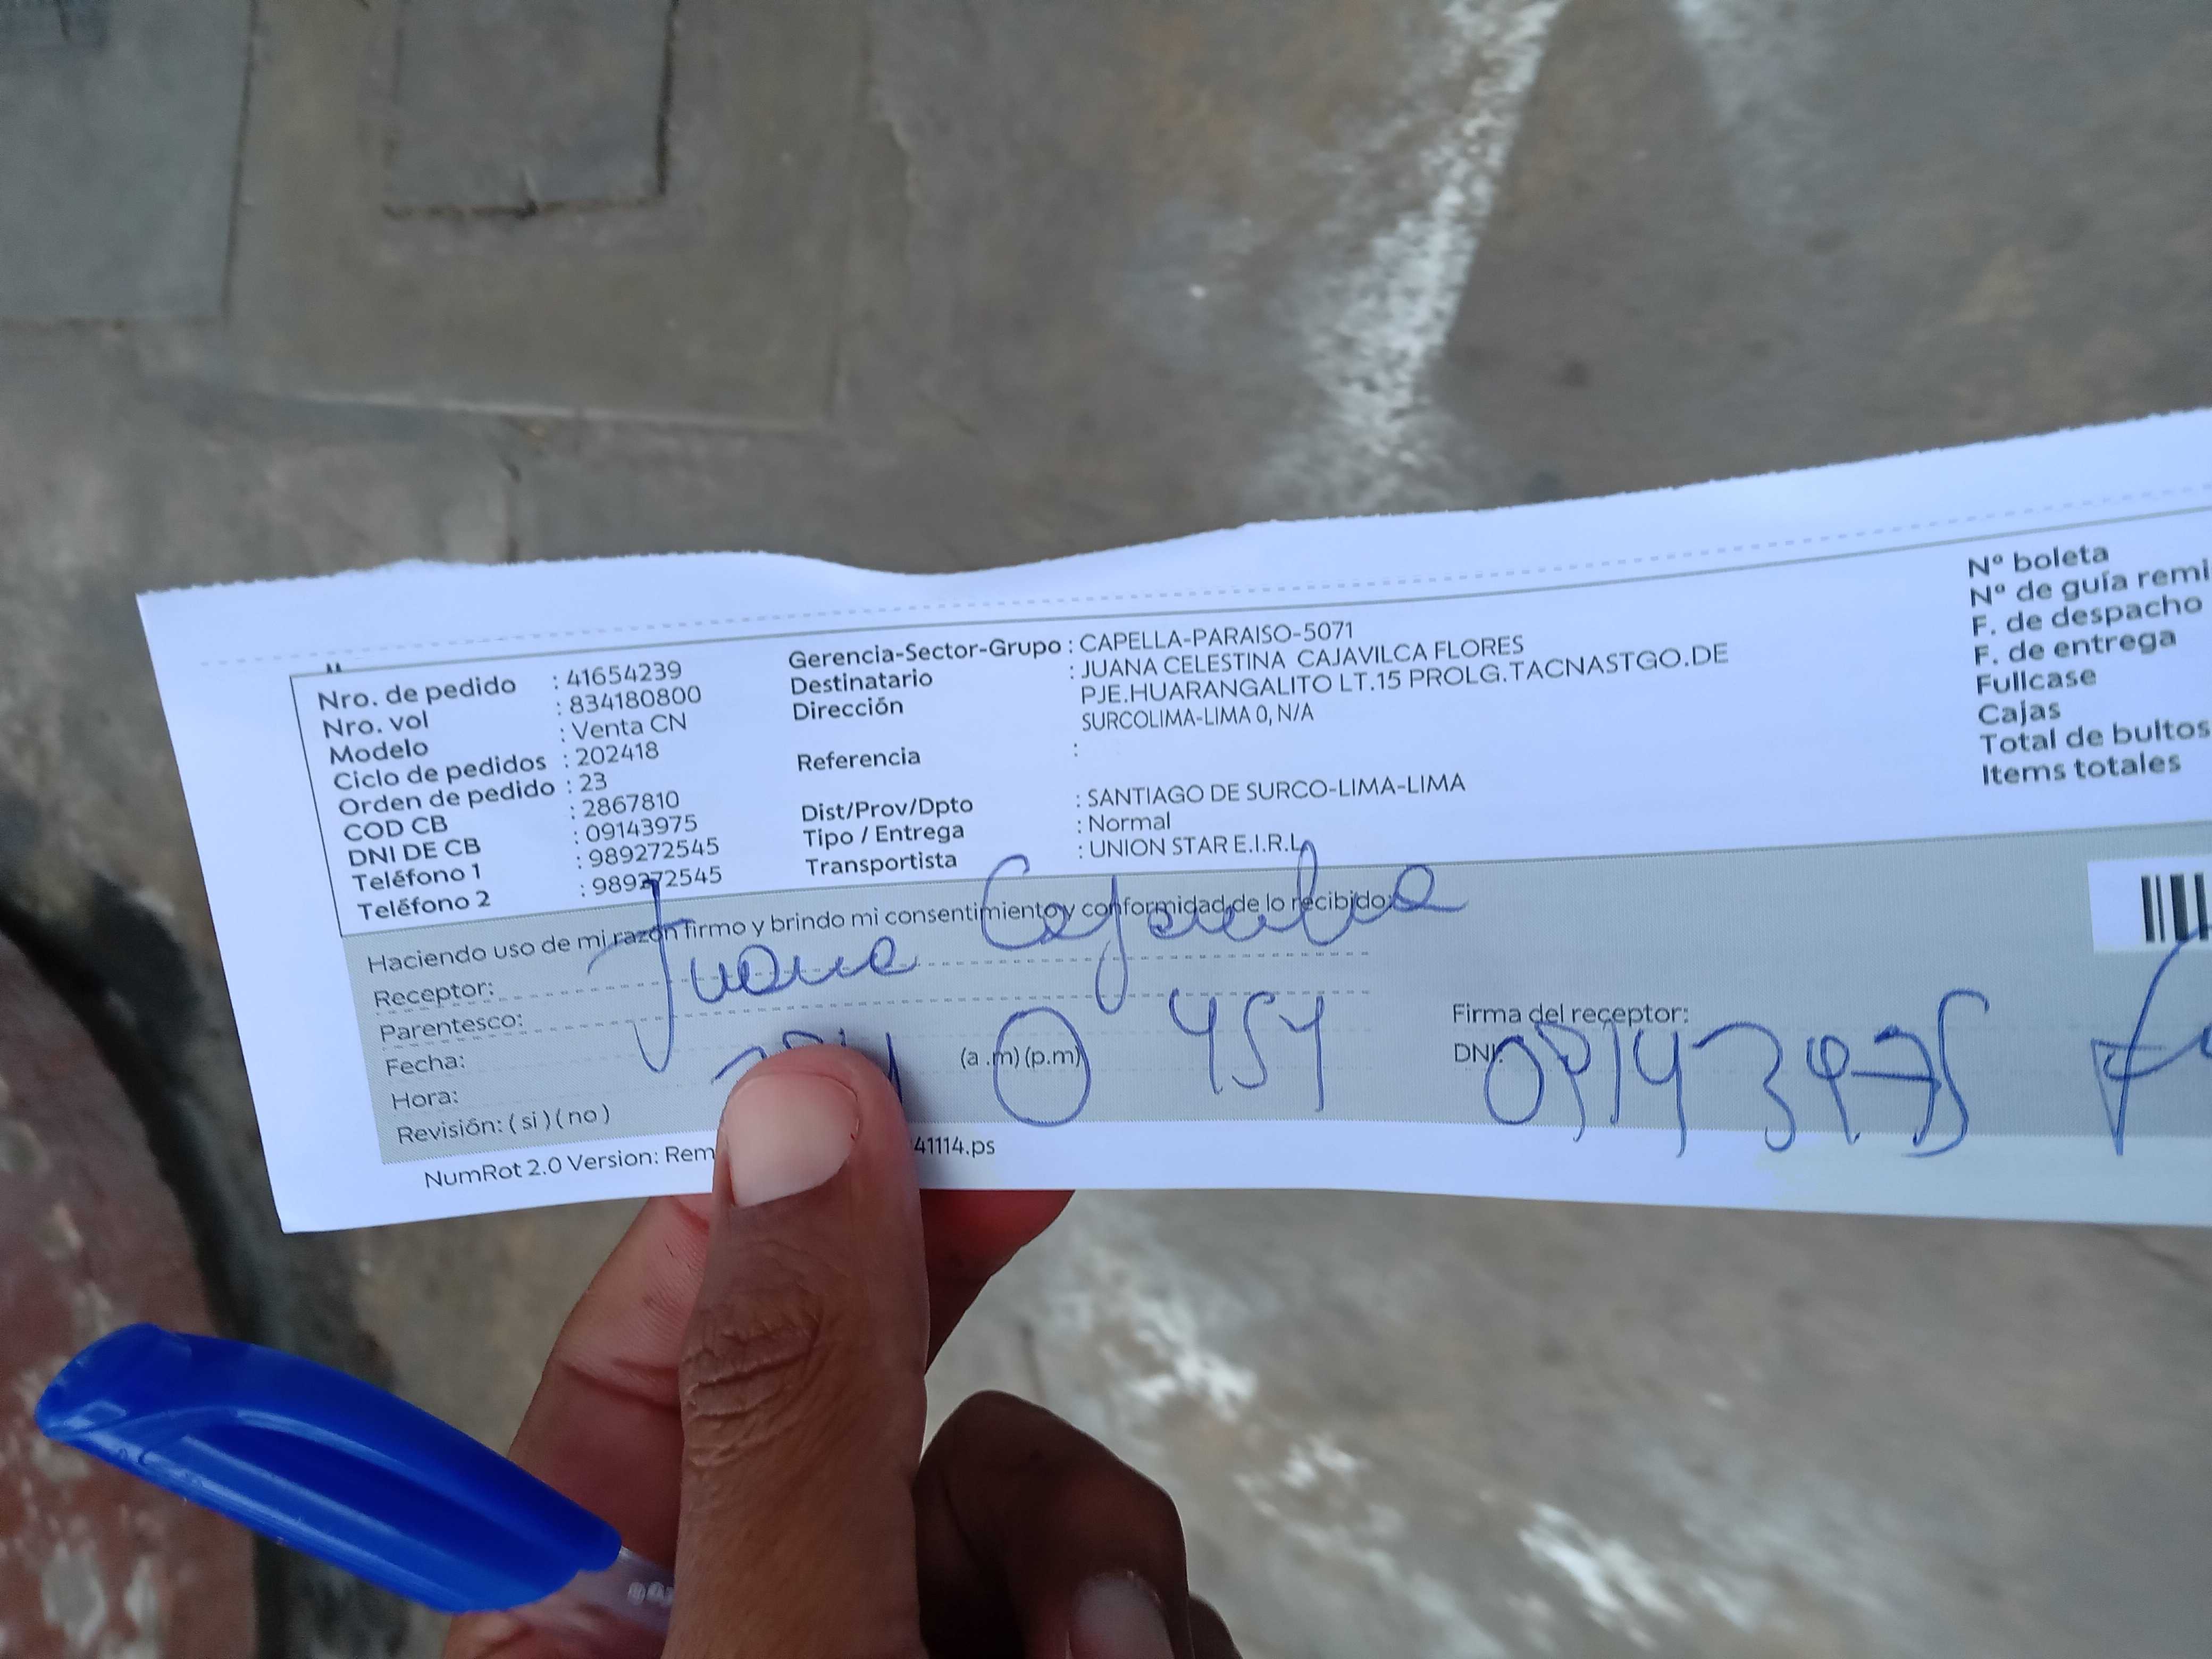 Nro. de pedido : 41654239
Nro. vol : 834180800
Modelo : Venta CN
Ciclo de pedidos : 202418
Orden de pedido : 23
COD CB : 2867810
DNI DE CB : 09143975
Teléfono 1 : 989272545
Teléfono 2 : 989272545
Gerencia-Sector-Grupo : CAPELLA-PARAISO-5071
Destinatario : JUANA CELESTINA CAJAVILCA FLORES
Dirección PJE.HUARANGALITO LT.15 PROLG.TACNASTGO.DE
SURCOLIMA-LIMA 0, N/A
Referencia :
Dist/Prov/Dpto : SANTIAGO DE SURCO-LIMA-LIMA
Tipo / Entrega : Normal
Transportista : UNION STAR E.I.R.L
Nº boleta
Nº de guía remi
F. de despacho
F. de entrega
Fullcase
Cajas
Total de bultos
Items totales
Haciendo uso de mi razón firmo y brindo mi consentimiento y conformidad de lo recibido:
Receptor: Juana
Parentesco:
Fecha:
Hora: (a .m) (p.m) 454
Revisión: ( si ) ( no )
Firma del receptor:
DNI: 09143975
NumRot 2.0 Version: Rem 41114.ps